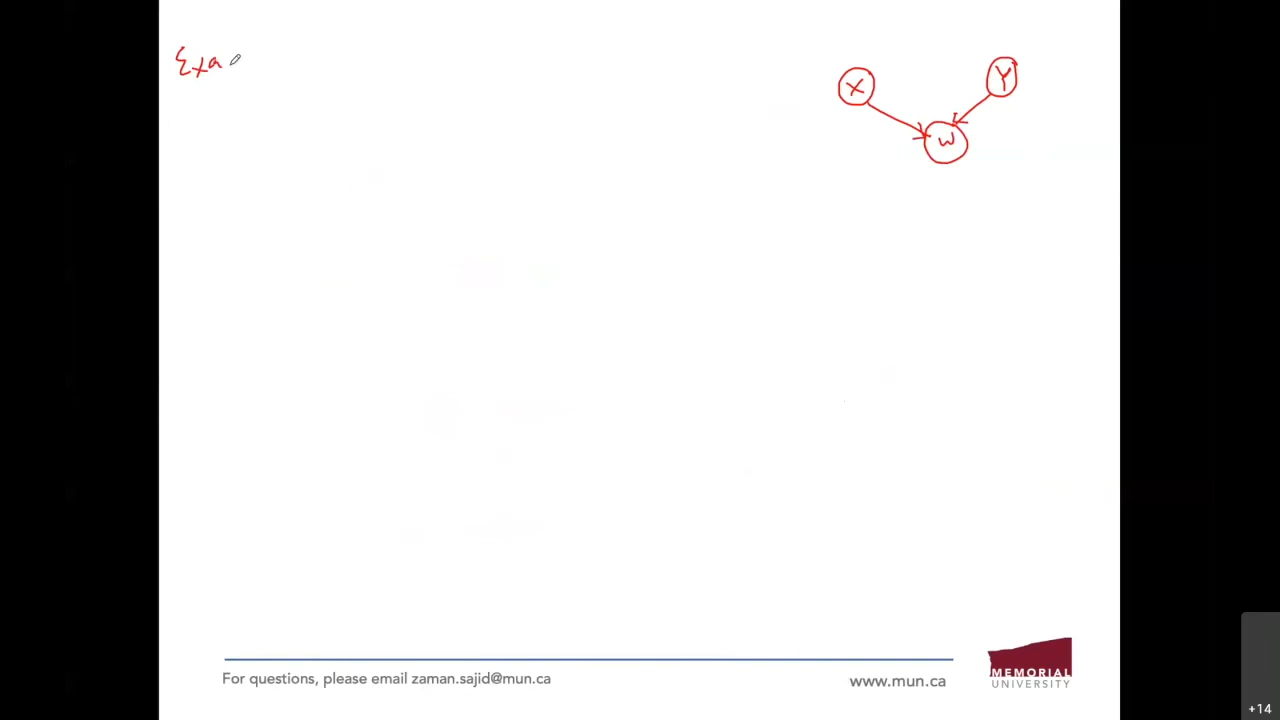 Exa
X
Y
W
For questions, please email zaman.sajid@mun.ca
www.mun.ca
MEMORIAL
UNIVERSITY
+14